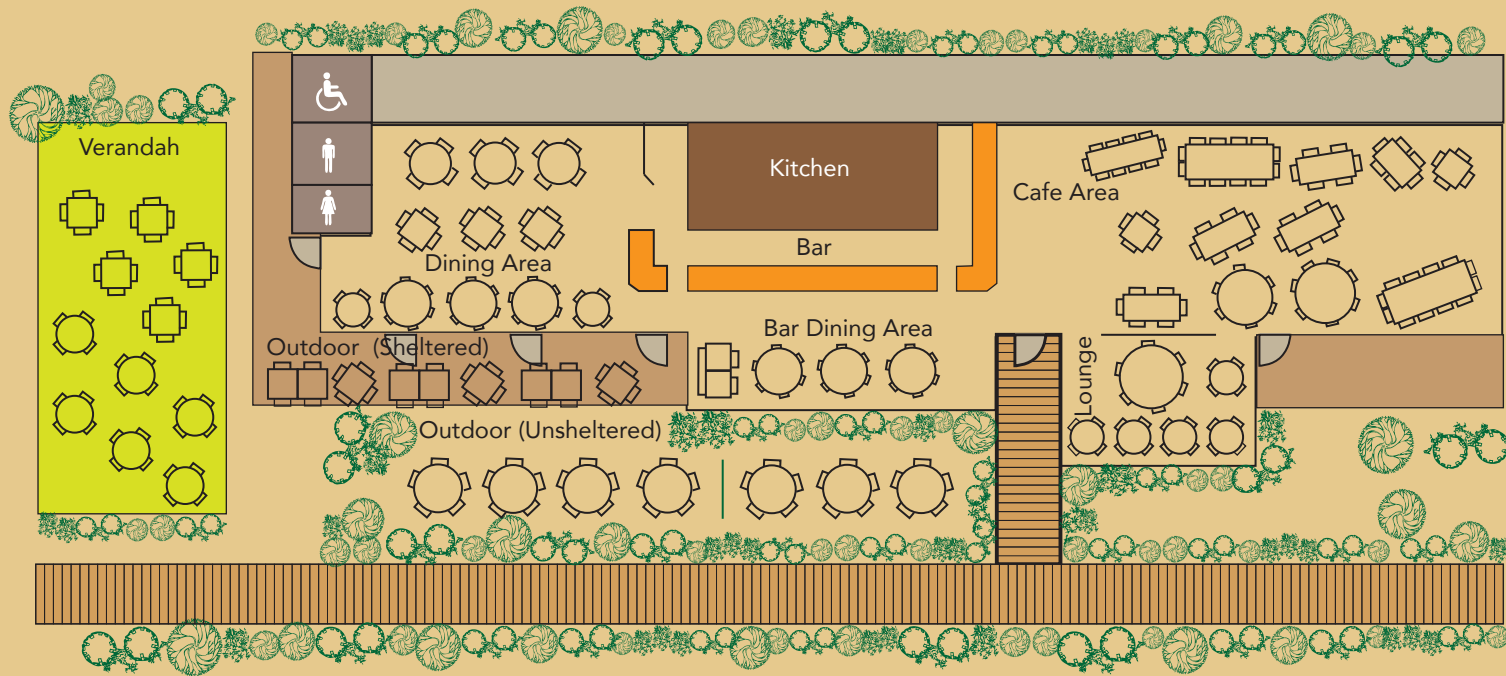 Verandah
Kitchen
Cafe Area
Bar
Dining Area
Bar Dining Area
Outdoor (Sheltered)
Lounge
Outdoor (Unsheltered)